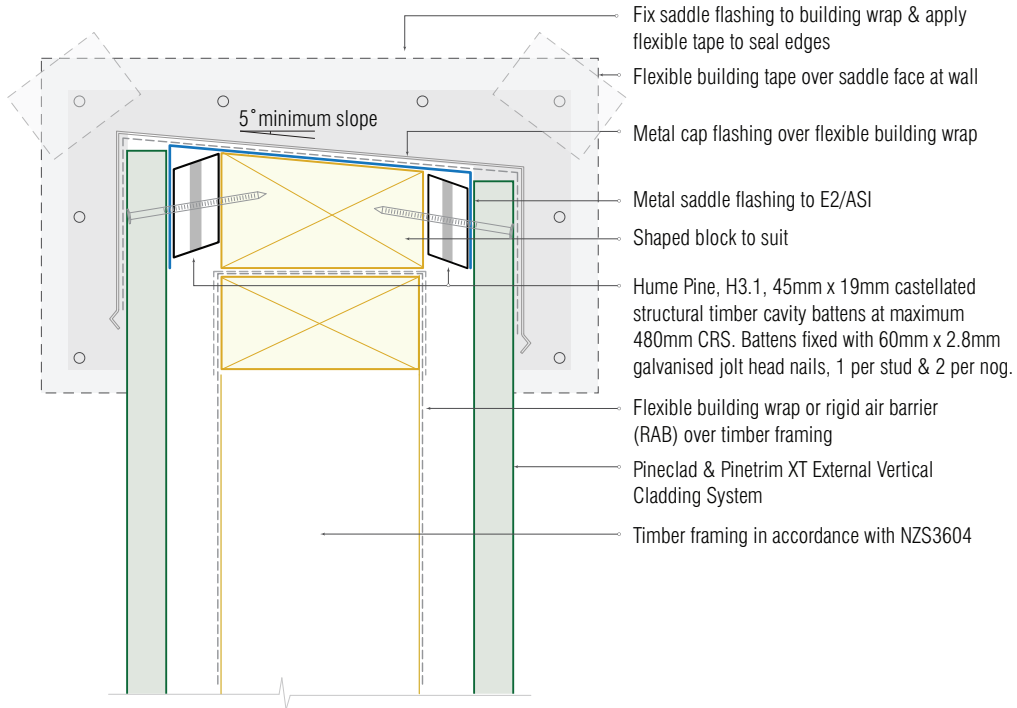 Fix saddle flashing to building wrap & apply
flexible tape to seal edges
Flexible building tape over saddle face at wall
5˚minimum slope
Metal cap flashing over flexible building wrap
Metal saddle flashing to E2/ASI
Shaped block to suit
Hume Pine, H3.1, 45mm x 19mm castellated
structural timber cavity battens at maximum
480mm CRS. Battens fixed with 60mm x 2.8mm
galvanised jolt head nails, 1 per stud & 2 per nog.
Flexible building wrap or rigid air barrier
(RAB) over timber framing
Pineclad & Pinetrim XT External Vertical
Cladding System
Timber framing in accordance with NZS3604